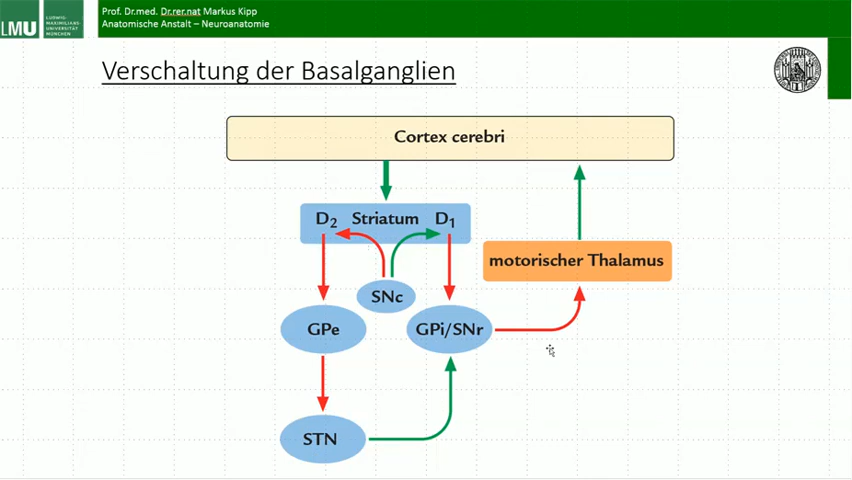 LMU
LUDWIG-
MAXIMILIANS-
UNIVERSITÄT
MÜNCHEN
Prof. Dr.med. Dr.rer.nat Markus Kipp
Anatomische Anstalt – Neuroanatomie
Verschaltung der Basalganglien
Cortex cerebri
D2 Striatum D1
motorischer Thalamus
SNc
GPe
GPi/SNr
STN